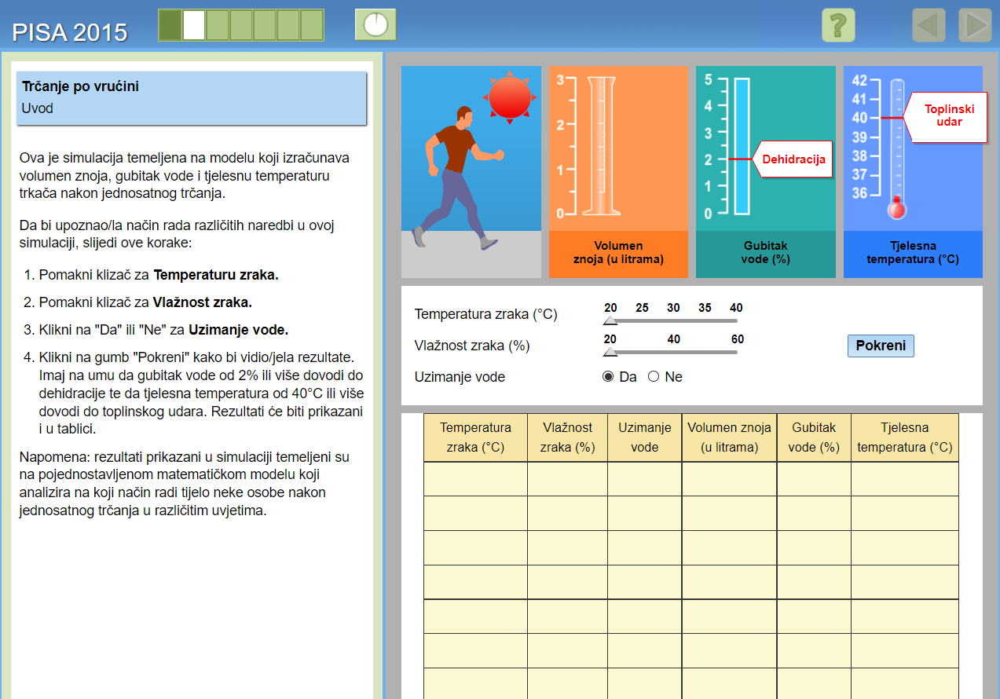 PISA 2015
?
Trčanje po vrućini
Uvod
Ova je simulacija temeljena na modelu koji izračunava
volumen znoja, gubitak vode i tjelesnu temperaturu
trkača nakon jednosatnog trčanja.
Da bi upoznao/la način rada različitih naredbi u ovoj
simulaciji, slijedi ove korake:
1. Pomakni klizač za Temperaturu zraka.
2. Pomakni klizač za Vlažnost zraka.
3. Klikni na "Da" ili "Ne" za Uzimanje vode.
4. Klikni na gumb "Pokreni" kako bi vidio/jela rezultate.
Imaj na umu da gubitak vode od 2% ili više dovodi do
dehidracije te da tjelesna temperatura od 40°C ili više
dovodi do toplinskog udara. Rezultati će biti prikazani
i u tablici.
Napomena: rezultati prikazani u simulaciji temeljeni su
na pojednostavljenom matematičkom modelu koji
analizira na koji način radi tijelo neke osobe nakon
jednosatnog trčanja u različitim uvjetima.
3
2
1
0
Volumen
znoja (u litrama)
5
4
3
2
1
0
Dehidracija
Gubitak
vode (%)
42
41
40
39
38
37
36
Toplinski
udar
Tjelesna
temperatura (°C)
Temperatura zraka (°C) 20 25 30 35 40
Vlažnost zraka (%) 20 40 60
Pokreni
Uzimanje vode Da Ne
Temperatura zraka (°C)
Vlažnost zraka (%)
Uzimanje vode
Volumen znoja (u litrama)
Gubitak vode (%)
Tjelesna temperatura (°C)